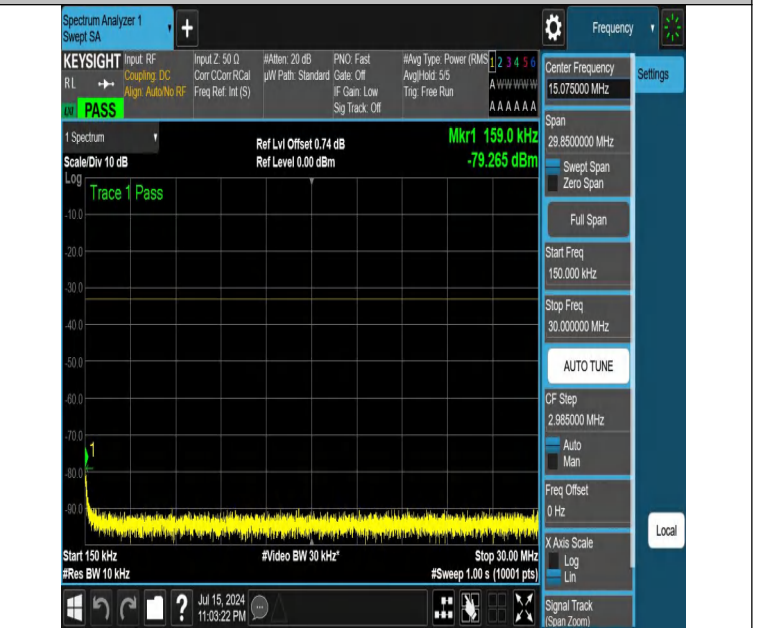 Spectrum Analyzer 1
Swept SA
+
Frequency
KEYSIGHT
RL
PASS
Input: RF
Coupling: DC
Align: Auto/No RF
Input Z: 50 Ω
Corr CCorr RCal
Freq Ref: Int (S)
#Atten: 20 dB
µW Path: Standard
PNO: Fast
Gate: Off
IF Gain: Low
Sig Track: Off
#Avg Type: Power (RMS
Avg|Hold: 5/5
Trig: Free Run
1 2 3 4 5 6
A W W W W W
A A A A A A
1 Spectrum
Scale/Div 10 dB
Ref Lvl Offset 0.74 dB
Ref Level 0.00 dBm
Mkr1 159.0 kHz
-79.265 dBm
Log
Trace 1 Pass
-10.0
-20.0
-30.0
-40.0
-50.0
-60.0
-70.0
-80.0
-90.0
1
Start 150 kHz
#Res BW 10 kHz
#Video BW 30 kHz*
Stop 30.00 MHz
#Sweep 1.00 s (10001 pts)
Center Frequency
15.075000 MHz
Settings
Span
29.8500000 MHz
Swept Span
Zero Span
Full Span
Start Freq
150.000 kHz
Stop Freq
30.000000 MHz
AUTO TUNE
CF Step
2.985000 MHz
Auto
Man
Freq Offset
0 Hz
X Axis Scale
Log
Lin
Local
Signal Track
(Span Zoom)
?
Jul 15, 2024
11:03:22 PM